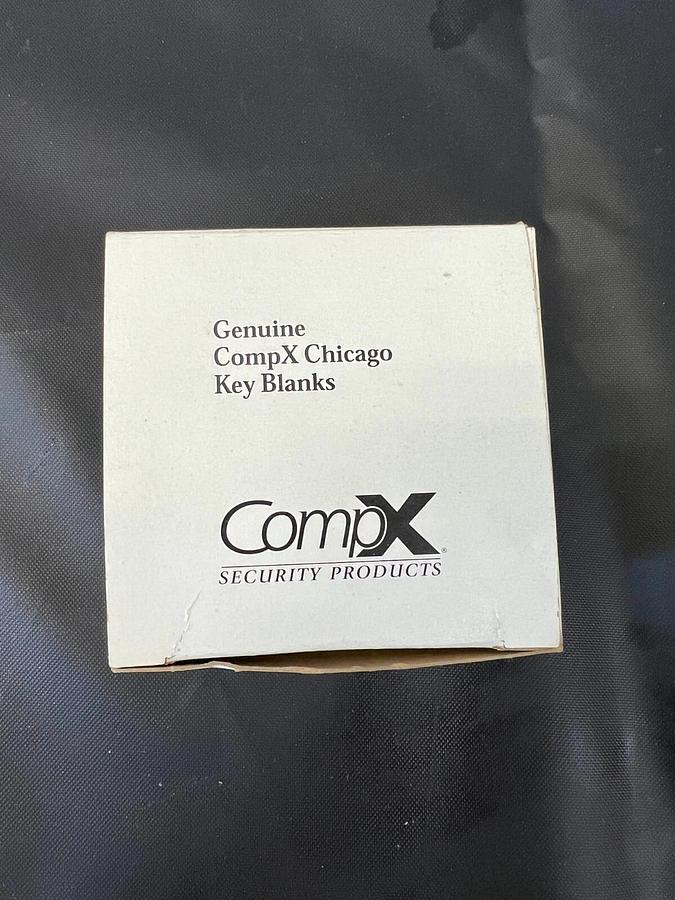 Genuine
CompX Chicago
Key Blanks
CompX®
SECURITY PRODUCTS